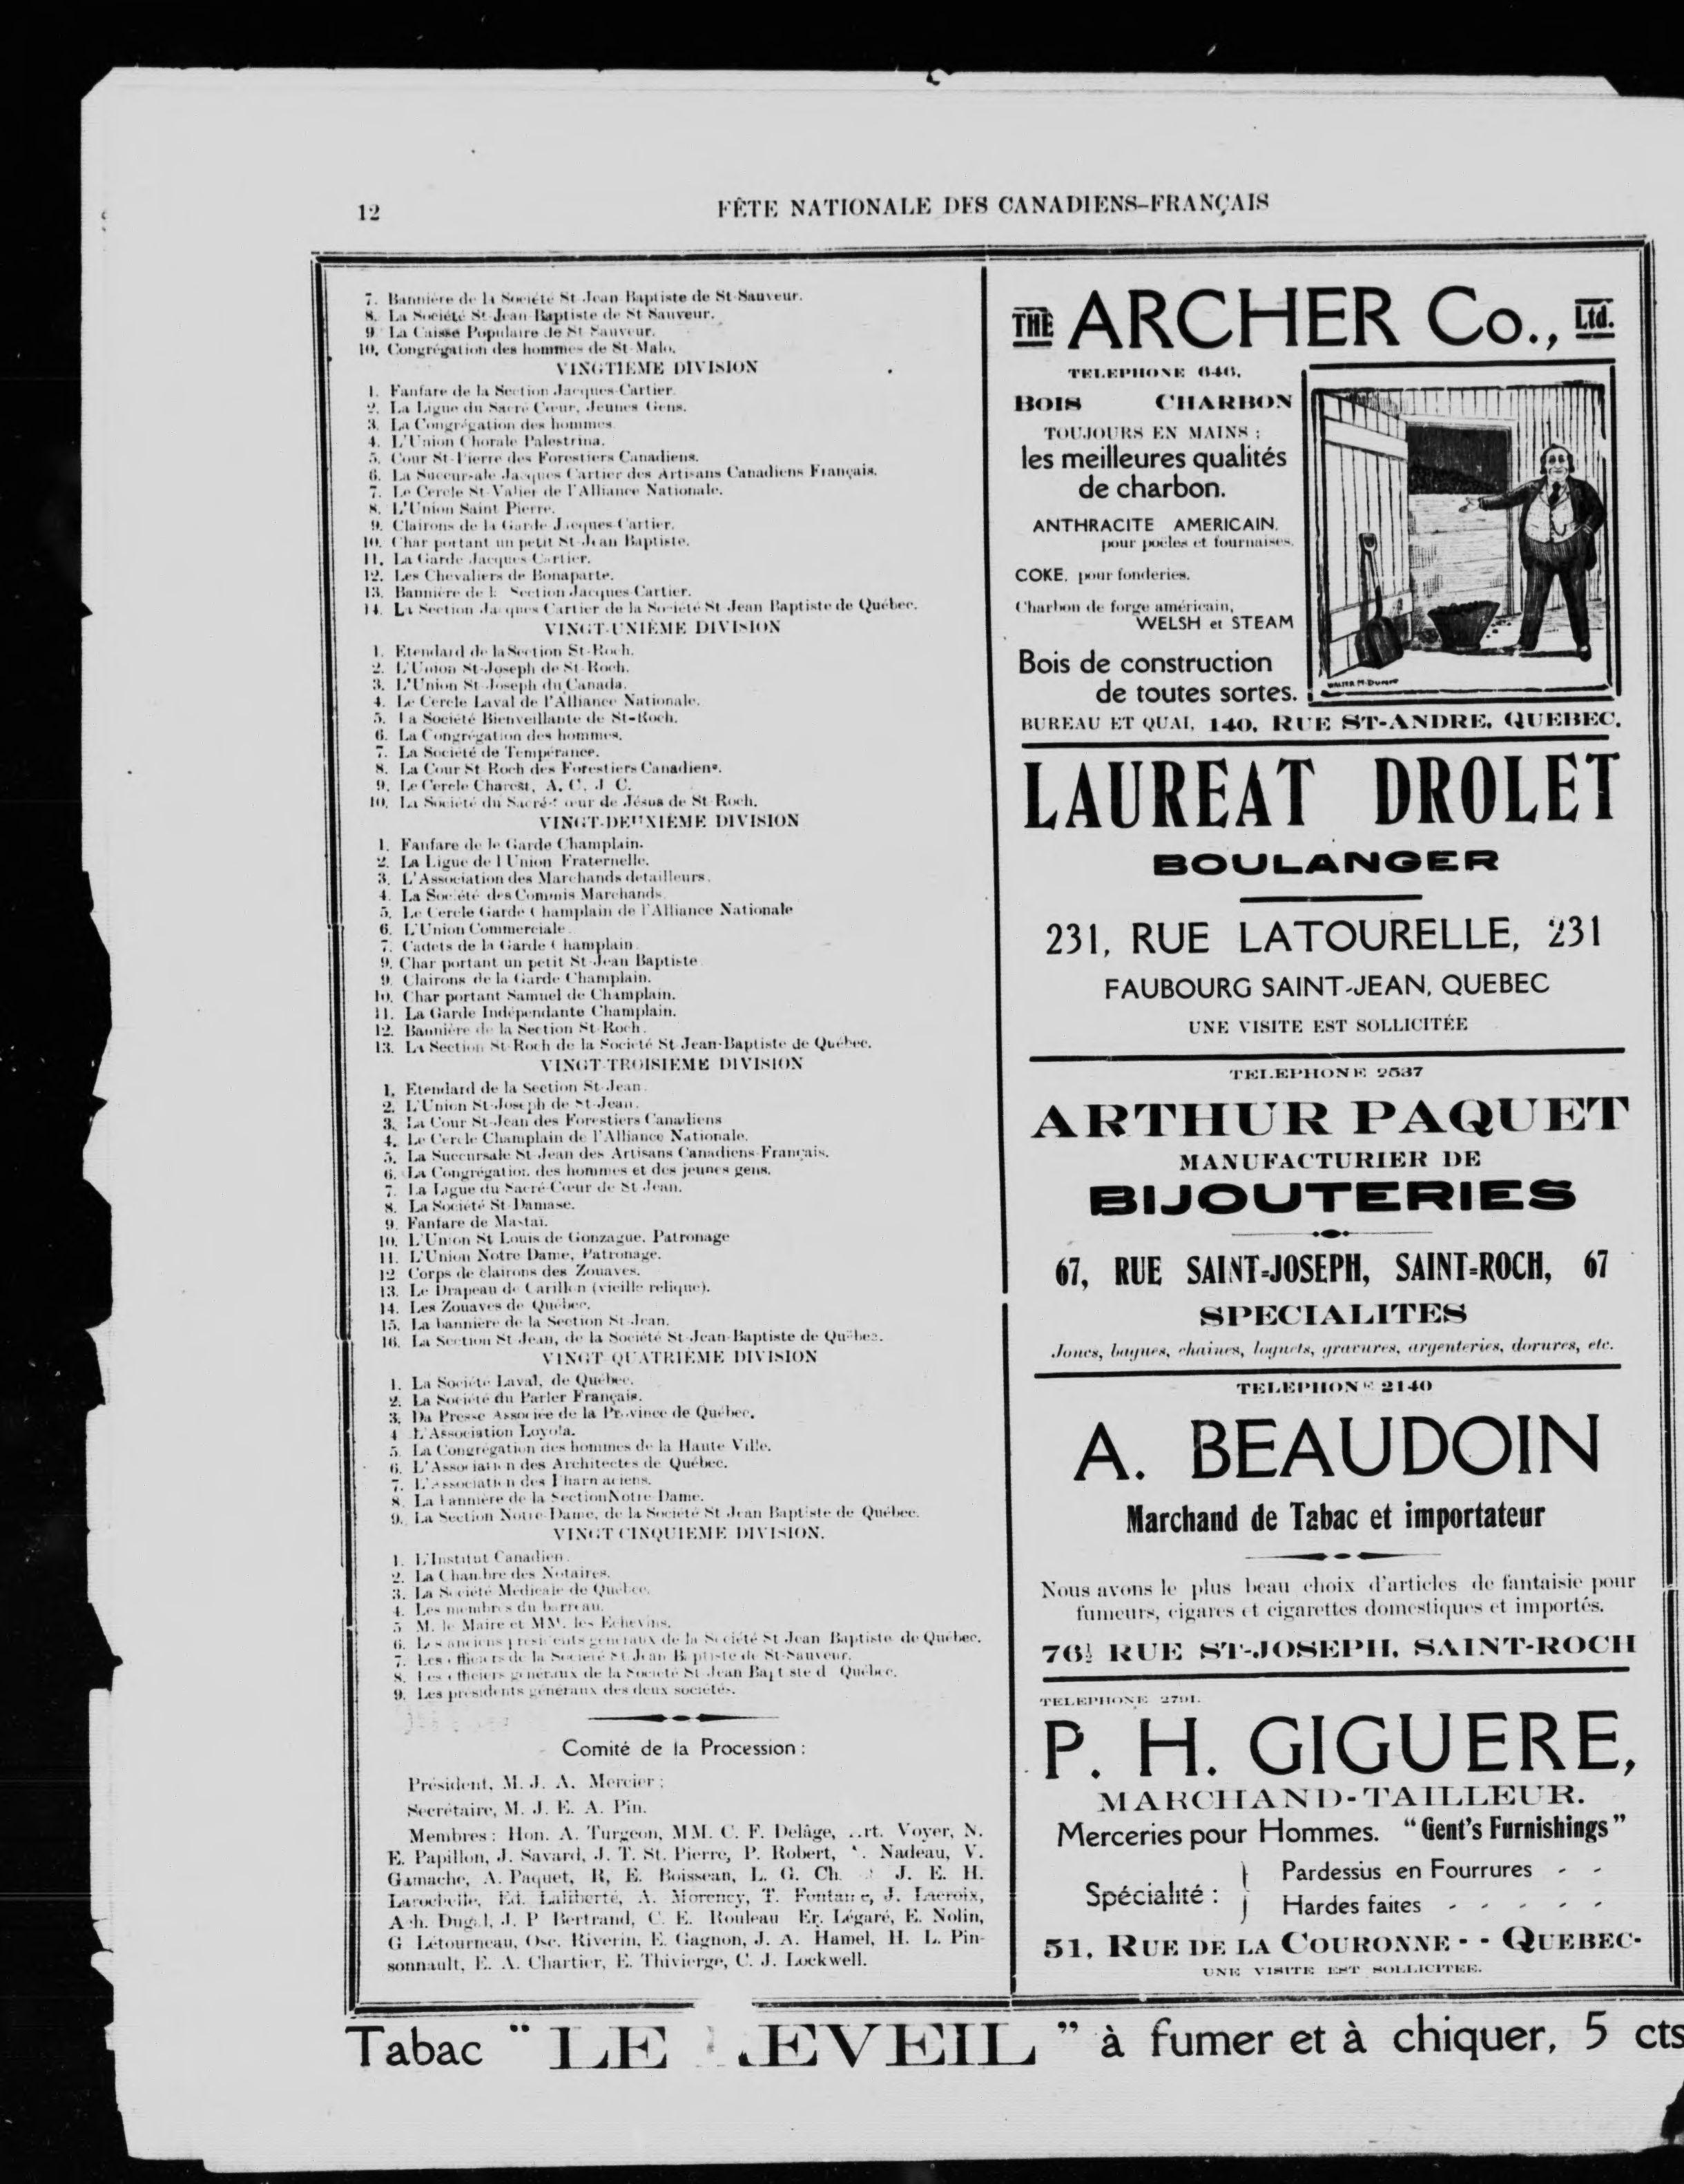 12
FÊTE NATIONALE DES CANADIENS-FRANÇAIS
7. Bannière de la Société St-Jean Baptiste de St-Sauveur.
8. La Société St-Jean-Baptiste de St Sauveur.
9 La Caisse Populaire de St Sauveur.
10. Congrégation des hommes de St-Malo.
VINGTIEME DIVISION
1. Fanfare de la Section Jacques-Cartier.
2. La Ligue du Sacré Cœur, Jeunes Gens.
3. La Congrégation des hommes
4. L'Union Chorale Palestrina.
5. Cour St-Pierre des Forestiers Canadiens.
6. La Succursale Jacques Cartier des Artisans Canadiens Français.
7. Le Cercle St-Valier de l'Alliance Nationale.
8. L'Union Saint Pierre.
9. Clairons de la Garde Jacques-Cartier.
10. Char portant un petit St-Jean Baptiste.
11. La Garde Jacques Cartier.
12. Les Chevaliers de Bonaparte.
13. Bannière de Section Jacques-Cartier.
14. La Section Jacques Cartier de la Société St Jean Baptiste de Québec.
VINGT-UNIÈME DIVISION
1. Etendard de la Section St-Roch.
2. L'Union St-Joseph de St-Roch.
3. L'Union St-Joseph du Canada.
4. Le Cercle Laval de l'Alliance Nationale.
5. La Société Bienveillante de St-Roch.
6. La Congrégation des hommes.
7. La Société de Tempérance.
8. La Cour St Roch des Forestiers Canadiens.
9. Le Cercle Charest, A. C. J C.
10. La Société du Sacré-Cœur de Jésus de St-Roch.
VINGT-DEUXIÈME DIVISION
1. Fanfare de le Garde Champlain.
2. La Ligue de l Union Fraternelle.
3. L'Association des Marchands detailleurs.
4. La Société des Commis Marchands.
5. Le Cercle Garde Champlain de l'Alliance Nationale
6. L'Union Commerciale.
7. Cadets de la Garde Champlain
9. Char portant un petit St-Jean Baptiste
9. Clairons de la Garde Champlain.
10. Char portant Samuel de Champlain.
11. La Garde Indépendante Champlain.
12. Bannière de la Section St-Roch.
13. La Section St-Roch de la Société St Jean-Baptiste de Québec.
VINGT-TROISIEME DIVISION
1. Etendard de la Section St-Jean.
2. L'Union St-Joseph de St-Jean.
3. La Cour St-Jean des Forestiers Canadiens
4. Le Cercle Champlain de l'Alliance Nationale.
5. La Succursale St-Jean des Artisans Canadiens-Français.
6. La Congrégation des hommes et des jeunes gens.
7. La Ligue du Sacré-Cœur de St-Jean.
8. La Société St-Damase.
9. Fanfare de Mastaï.
10. L'Union St Louis de Gonzague, Patronage
11. L'Union Notre Dame, Patronage.
12 Corps de clairons des Zouaves.
13. Le Drapeau de Carillon (vieille relique).
14. Les Zouaves de Québec.
15. La bannière de la Section St-Jean.
16. La Section St-Jean, de la Société St-Jean-Baptiste de Québec.
VINGT-QUATRIÈME DIVISION
1. La Société Laval, de Québec.
2. La Société du Parler Français.
3. Da Presse Associée de la Province de Québec.
4 L'Association Loyola.
5. La Congrégation des hommes de la Haute Ville.
6. L'Association des Architectes de Québec.
7. L'Association des Pharmaciens.
8. La bannière de la Section Notre Dame.
9. La Section Notre-Dame, de la Société St Jean Baptiste de Québec.
VINGT CINQUIEME DIVISION.
1. L'Institut Canadien.
2. La Chambre des Notaires.
3. La Société Médicale de Québec.
4. Les membres du barreau.
5 M. le Maire et MM. les Echevins.
6. Les anciens présidents généraux de la Société St Jean Baptiste de Québec.
7. Les officiers de la Société St Jean Baptiste de St-Sauveur.
8. Les officiers généraux de la Société St-Jean Baptiste d Québec.
9. Les présidents généraux des deux sociétés.
Comité de la Procession :
Président, M. J. A. Mercier ;
Secrétaire, M. J. E. A. Pin.
Membres : Hon. A. Turgeon, MM. C. F. Delâge, Voyer, N.
E. Papillon, J. Savard, J. T. St. Pierre, P. Robert, Nadeau, V.
Gamache, A. Paquet, R, E. Boissean, L. G. Ch. J. E. H.
Larochelle, Ed. Laliberté, A. Morency, T. Fontaine, J. Lacroix,
Ach. Dugal, J. P Bertrand, C. E. Rouleau Er. Légaré, E. Nolin,
G Létourneau, Osc. Riverin, E. Gagnon, J. A. Hamel, H. L. Pin-
sonnault, E. A. Chartier, E. Thivierge, C. J. Lockwell.
THE ARCHER Co., Ltd.
TELEPHONE 646.
BOIS CHARBON
TOUJOURS EN MAINS :
les meilleures qualités
de charbon.
ANTHRACITE AMERICAIN.
pour poëles et fournaises.
COKE. pour fonderies.
Charbon de forge américain,
WELSH et STEAM
Bois de construction
de toutes sortes.
BUREAU ET QUAI, 140, RUE ST-ANDRE, QUEBEC.
LAUREAT DROLET
BOULANGER
231, RUE LATOURELLE, 231
FAUBOURG SAINT-JEAN, QUEBEC
UNE VISITE EST SOLLICITÉE
TELEPHONE 2537
ARTHUR PAQUET
MANUFACTURIER DE
BIJOUTERIES
67, RUE SAINT-JOSEPH, SAINT-ROCH, 67
SPECIALITES
Joncs, bagues, chaines, loquets, gravures, argenteries, dorures, etc.
TELEPHONE 2140
A. BEAUDOIN
Marchand de Tabac et importateur
Nous avons le plus beau choix d'articles de fantaisie pour
fumeurs, cigares et cigarettes domestiques et importés.
76½ RUE ST-JOSEPH, SAINT-ROCH
TELEPHONE 2791.
P. H. GIGUERE,
MARCHAND-TAILLEUR.
Merceries pour Hommes. "Gent's Furnishings"
Spécialité : } Pardessus en Fourrures - -
Hardes faites - - - - -
51, RUE DE LA COURONNE - - QUEBEC-
UNE VISITE EST SOLLICITEE.
Tabac "LE REVEIL" à fumer et à chiquer, 5 cts